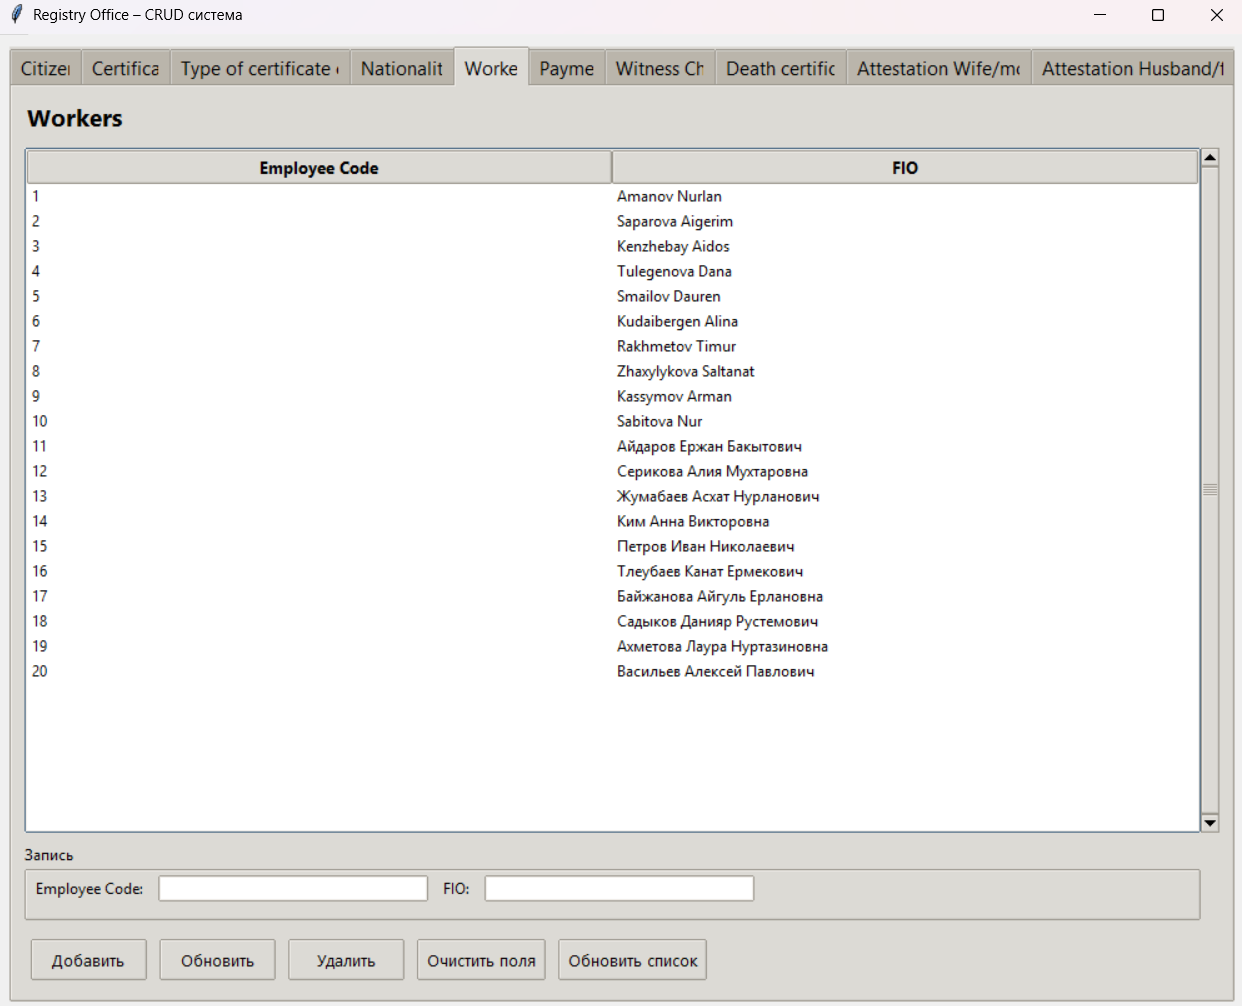 Registry Office – CRUD система
Citizer Certifica Type of certificate Nationalit Worke Payme Witness Ch Death certific Attestation Wife/mo Attestation Husband/f
Workers
Employee Code FIO
1 Amanov Nurlan
2 Saparova Aigerim
3 Kenzhebay Aidos
4 Tulegenova Dana
5 Smailov Dauren
6 Kudaibergen Alina
7 Rakhmetov Timur
8 Zhaxylykova Saltanat
9 Kassymov Arman
10 Sabitova Nur
11 Айдаров Ержан Бакытович
12 Серикова Алия Мухтаровна
13 Жумабаев Асхат Нурланович
14 Ким Анна Викторовна
15 Петров Иван Николаевич
16 Тлеубаев Канат Ермекович
17 Байжанова Айгуль Ерлановна
18 Садыков Данияр Рустемович
19 Ахметова Лаура Нуртазиновна
20 Васильев Алексей Павлович
Запись
Employee Code: FIO:
Добавить Обновить Удалить Очистить поля Обновить список